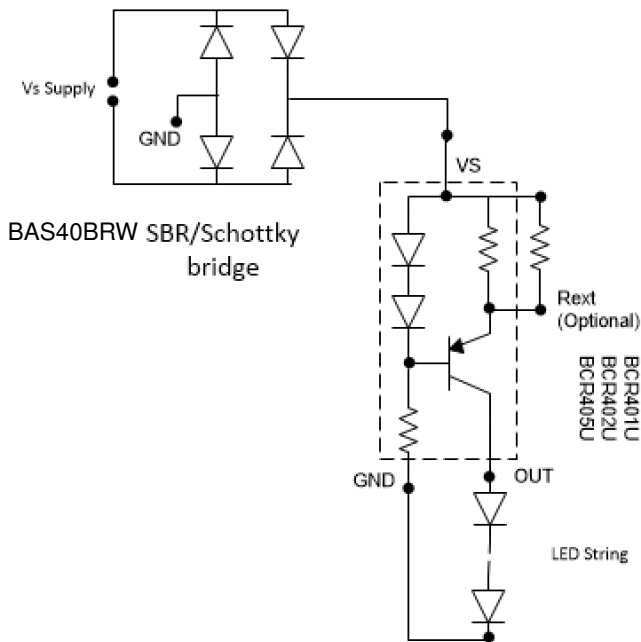 Vs Supply
GND
VS
BAS40BRW SBR/Schottky
bridge
Rext
(Optional)
BCR401U
BCR402U
BCR405U
GND
OUT
LED String